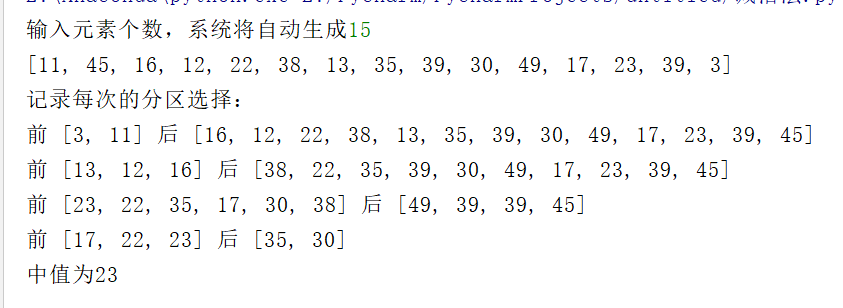 输入元素个数，系统将自动生成15
[11, 45, 16, 12, 22, 38, 13, 35, 39, 30, 49, 17, 23, 39, 3]
记录每次的分区选择：
前 [3, 11] 后 [16, 12, 22, 38, 13, 35, 39, 30, 49, 17, 23, 39, 45]
前 [13, 12, 16] 后 [38, 22, 35, 39, 30, 49, 17, 23, 39, 45]
前 [23, 22, 35, 17, 30, 38] 后 [49, 39, 39, 45]
前 [17, 22, 23] 后 [35, 30]
中值为23